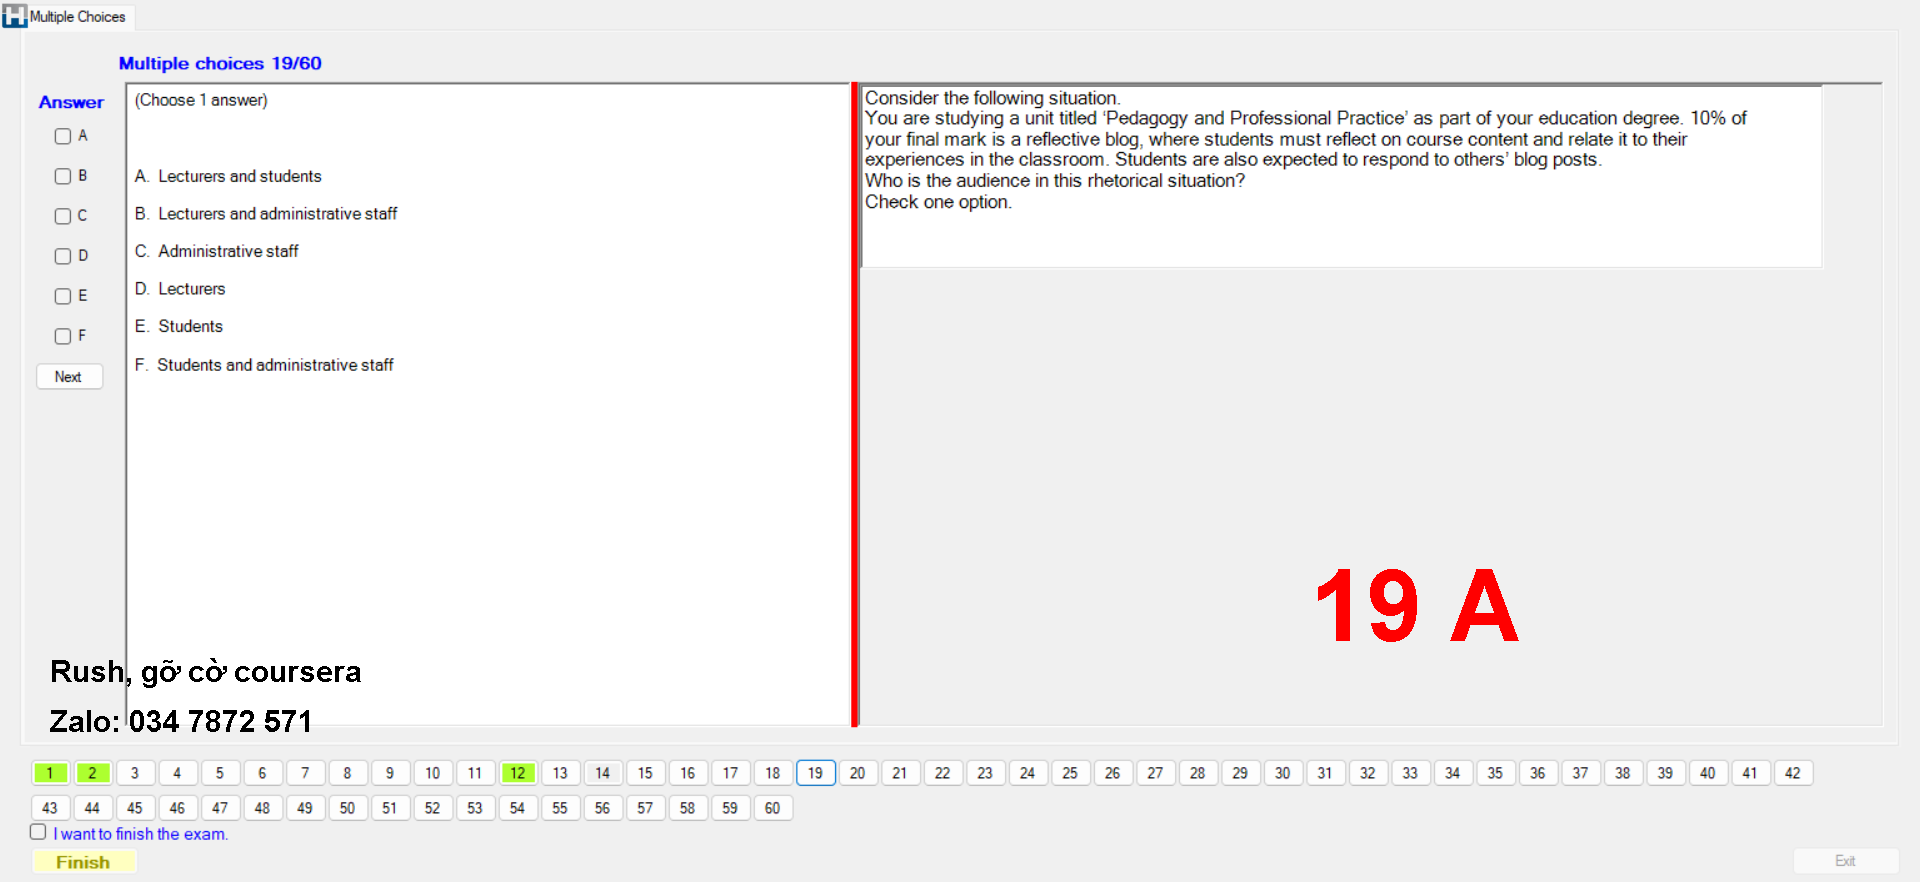 Multiple Choices
Multiple choices 19/60
Answer
A
B
C
D
E
F
Next
(Choose 1 answer)
A. Lecturers and students
B. Lecturers and administrative staff
C. Administrative staff
D. Lecturers
E. Students
F. Students and administrative staff
Consider the following situation.
You are studying a unit titled ‘Pedagogy and Professional Practice’ as part of your education degree. 10% of
your final mark is a reflective blog, where students must reflect on course content and relate it to their
experiences in the classroom. Students are also expected to respond to others’ blog posts.
Who is the audience in this rhetorical situation?
Check one option.
19 A
Rush, gỡ cờ coursera
Zalo: 034 7872 571
1 2 3 4 5 6 7 8 9 10 11 12 13 14 15 16 17 18 19 20 21 22 23 24 25 26 27 28 29 30 31 32 33 34 35 36 37 38 39 40 41 42
43 44 45 46 47 48 49 50 51 52 53 54 55 56 57 58 59 60
I want to finish the exam.
Finish
Exit